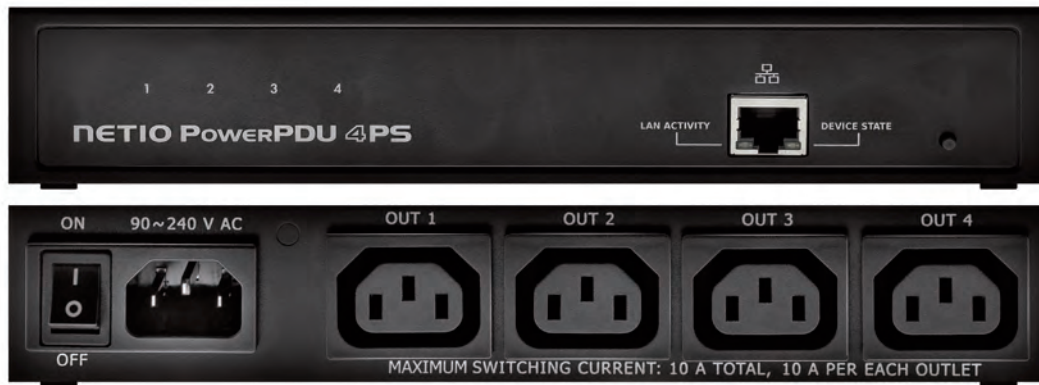 1 2 3 4
NETIO POWERPDU 4PS
LAN ACTIVITY
DEVICE STATE
ON
90~240 V AC
OUT 1
OUT 2
OUT 3
OUT 4
I
O
OFF
MAXIMUM SWITCHING CURRENT: 10 A TOTAL, 10 A PER EACH OUTLET